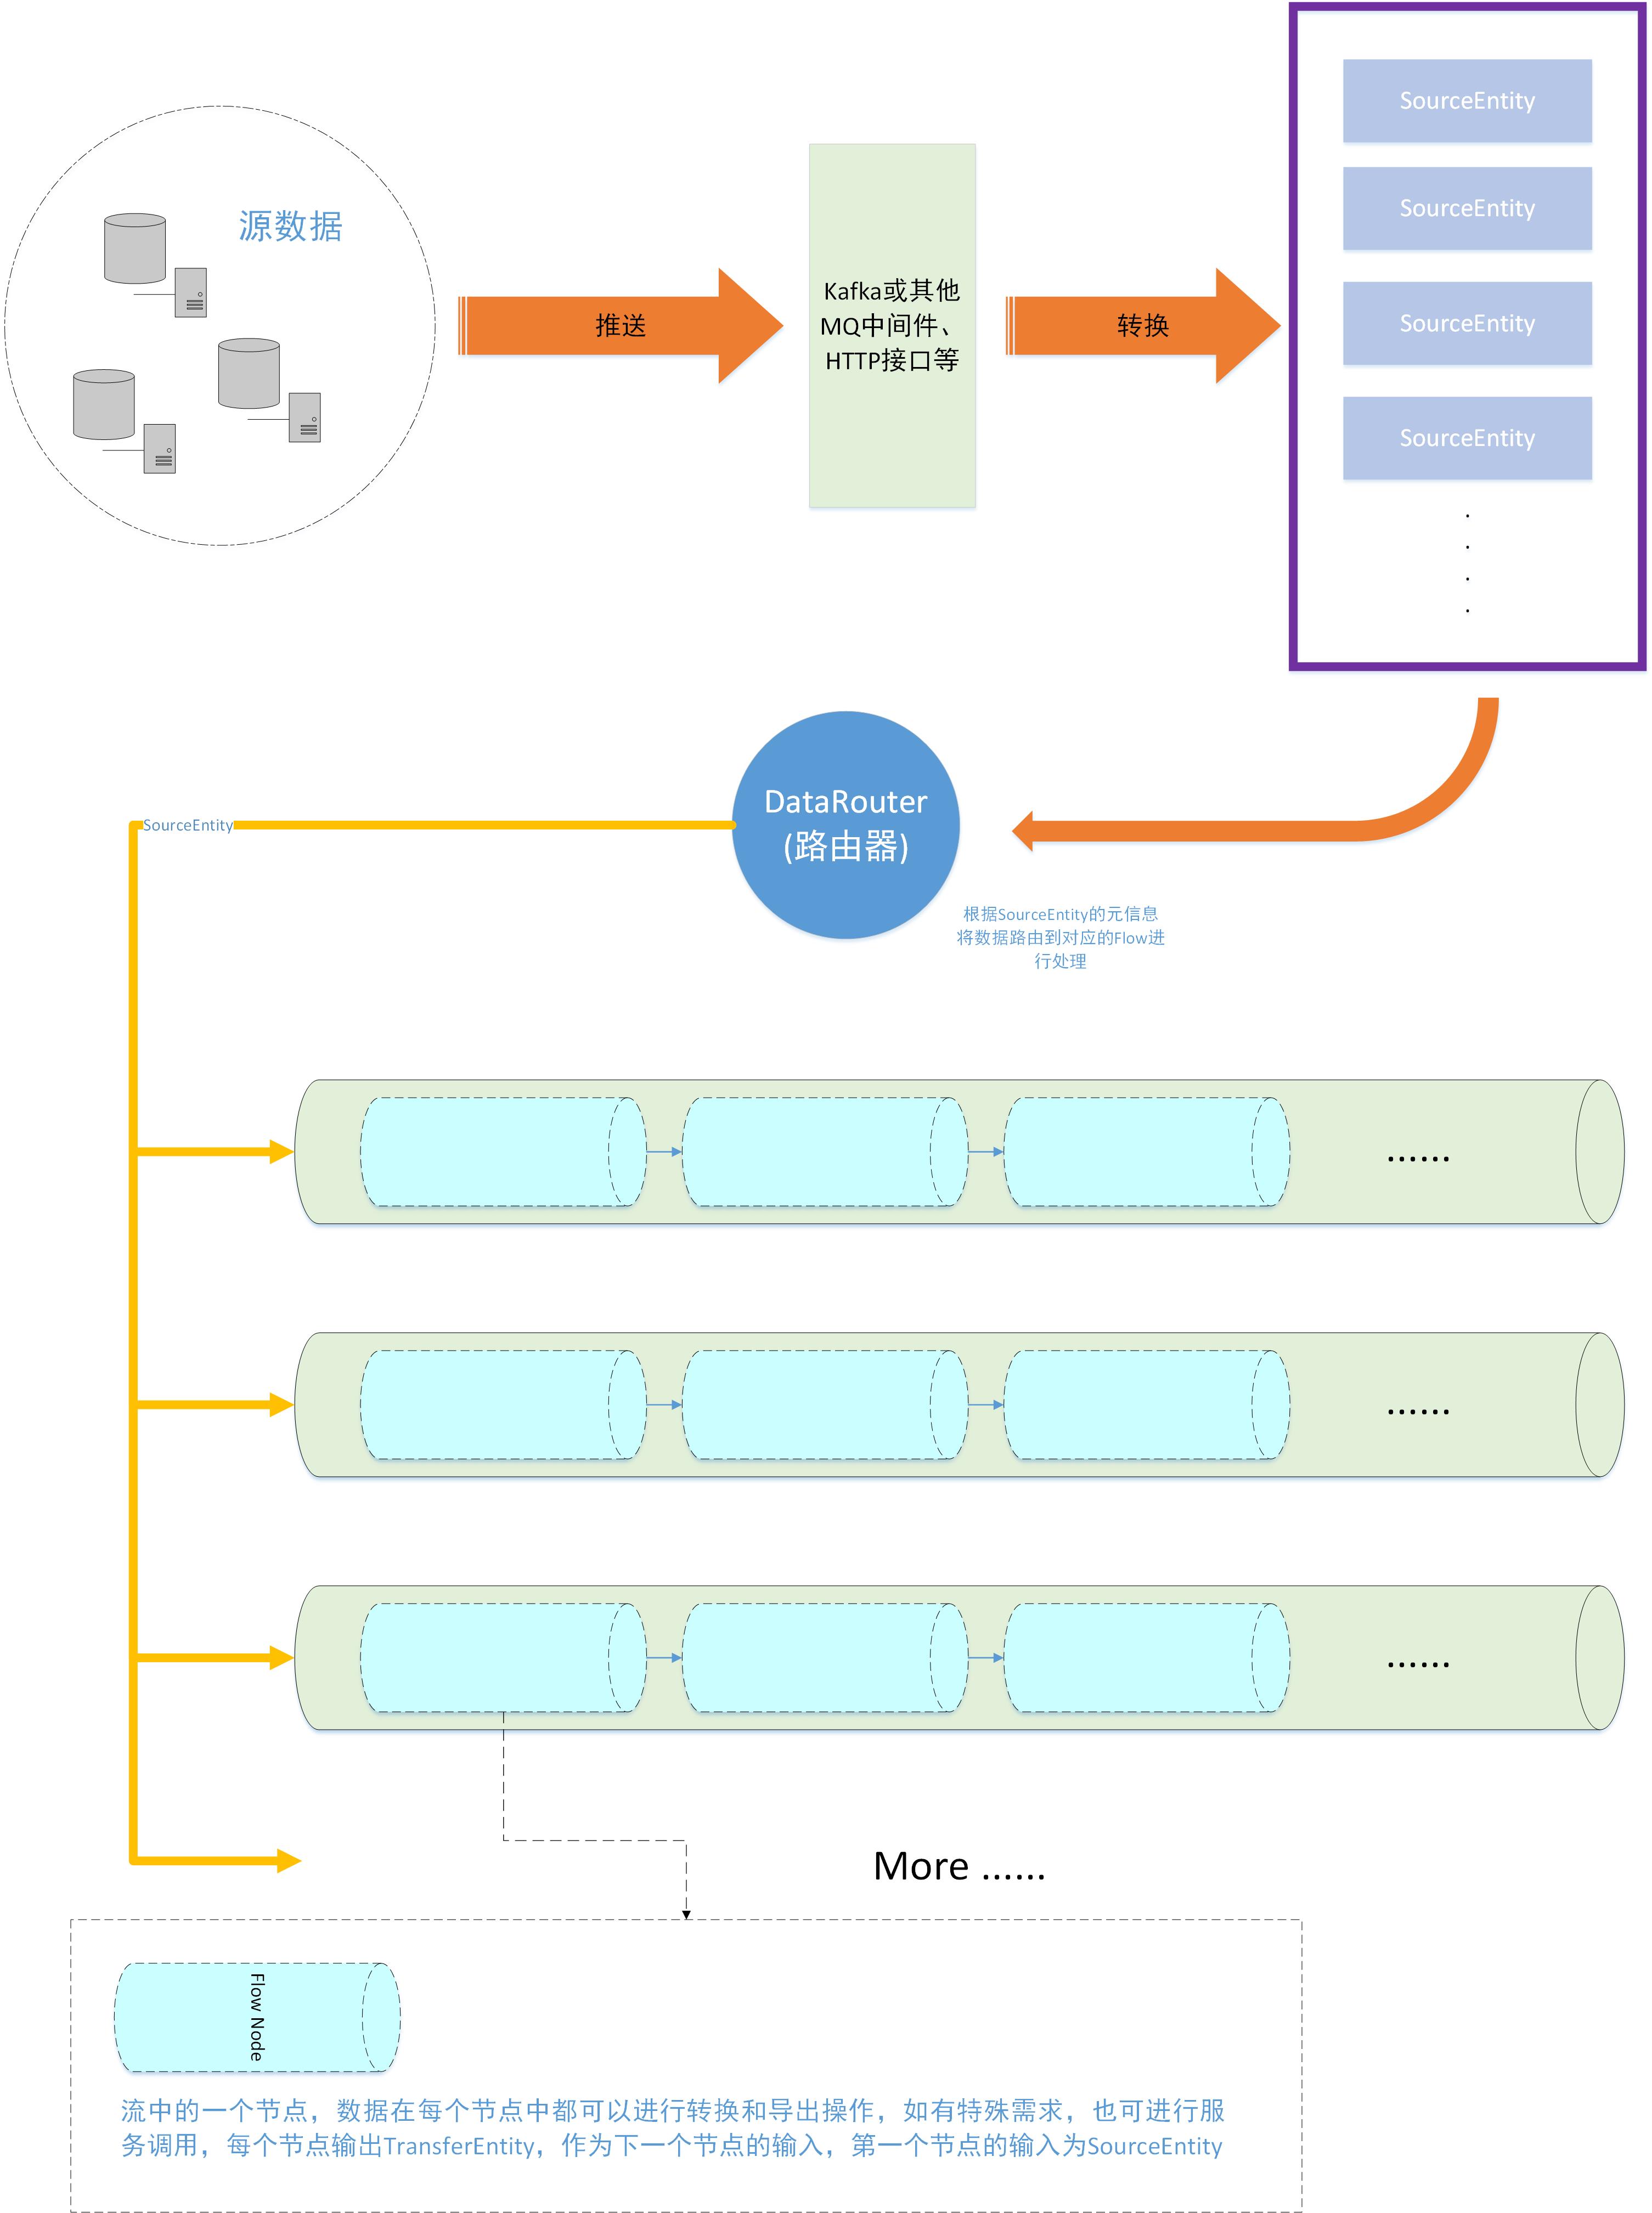 SourceEntity
SourceEntity
SourceEntity
SourceEntity
.
.
.
.
源数据
推送
Kafka或其他
MQ中间件、
HTTP接口等
转换
DataRouter
(路由器)
SourceEntity
根据SourceEntity的元信息
将数据路由到对应的Flow进
行处理
......
......
......
More ......
Flow Node
流中的一个节点，数据在每个节点中都可以进行转换和导出操作，如有特殊需求，也可进行服
务调用，每个节点输出TransferEntity，作为下一个节点的输入，第一个节点的输入为SourceEntity